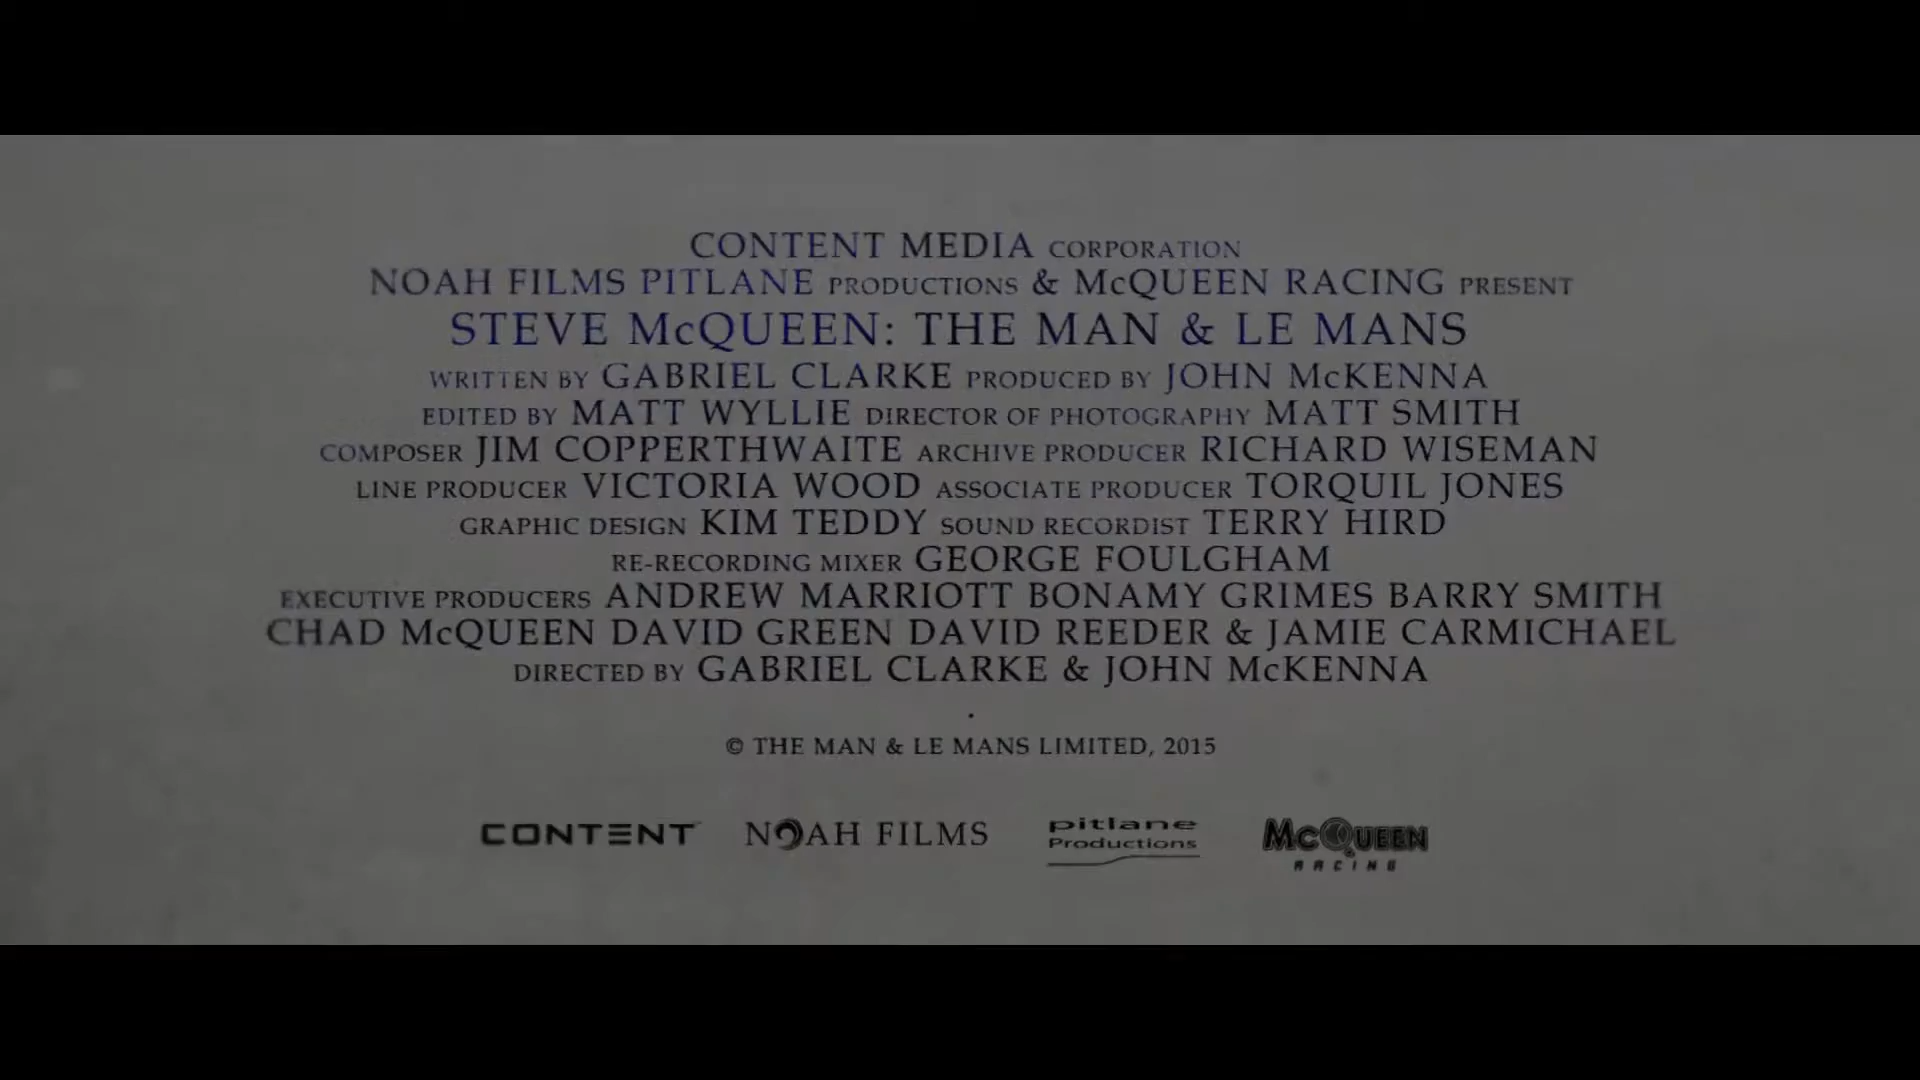 CONTENT MEDIA CORPORATION
NOAH FILMS PITLANE PRODUCTIONS & McQUEEN RACING PRESENT
STEVE McQUEEN: THE MAN & LE MANS
WRITTEN BY GABRIEL CLARKE PRODUCED BY JOHN McKENNA
EDITED BY MATT WYLLIE DIRECTOR OF PHOTOGRAPHY MATT SMITH
COMPOSER JIM COPPERTHWAITE ARCHIVE PRODUCER RICHARD WISEMAN
LINE PRODUCER VICTORIA WOOD ASSOCIATE PRODUCER TORQUIL JONES
GRAPHIC DESIGN KIM TEDDY SOUND RECORDIST TERRY HIRD
RE-RECORDING MIXER GEORGE FOULGHAM
EXECUTIVE PRODUCERS ANDREW MARRIOTT BONAMY GRIMES BARRY SMITH
CHAD McQUEEN DAVID GREEN DAVID REEDER & JAMIE CARMICHAEL
DIRECTED BY GABRIEL CLARKE & JOHN McKENNA
.
© THE MAN & LE MANS LIMITED, 2015
CONTENT NOAH FILMS pitlane Productions McQUEEN RACING